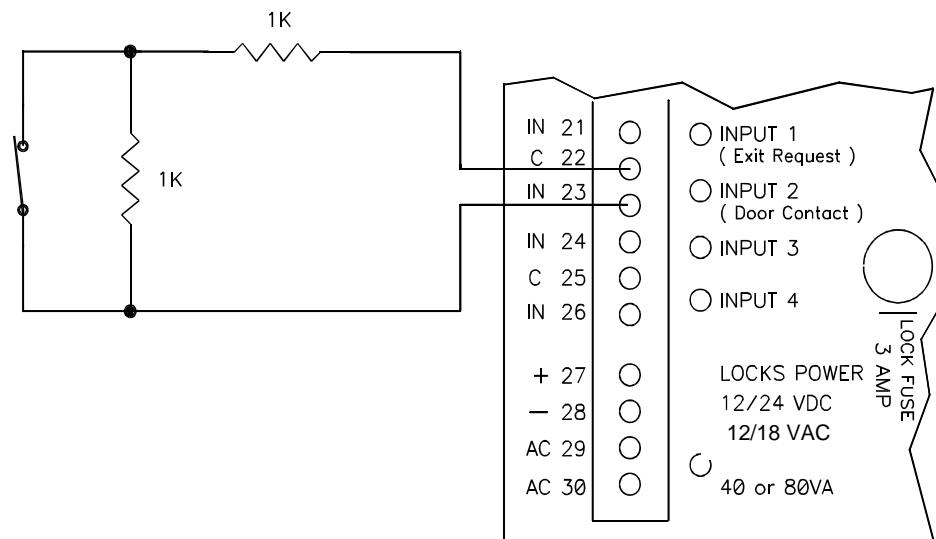 1K
1K
IN 21
C 22
IN 23
IN 24
C 25
IN 26
+ 27
− 28
AC 29
AC 30
INPUT 1
( Exit Request )
INPUT 2
( Door Contact )
INPUT 3
INPUT 4
LOCKS POWER
12/24 VDC
12/18 VAC
40 or 80VA
LOCK FUSE
3 AMP